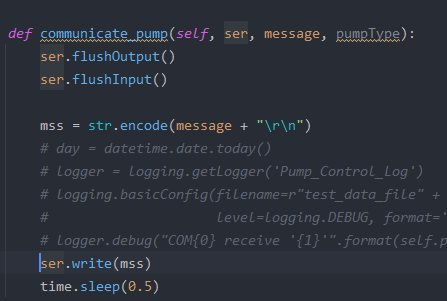 def communicate_pump(self, ser, message, pumpType):
ser.flushOutput()
ser.flushInput()
mss = str.encode(message + "\r\n")
# day = datetime.date.today()
# logger = logging.getLogger('Pump_Control_Log')
# logging.basicConfig(filename=r"test_data_file" +
# level=logging.DEBUG, format='
# logger.debug("COM{0} receive '{1}'".format(self.p
ser.write(mss)
time.sleep(0.5)